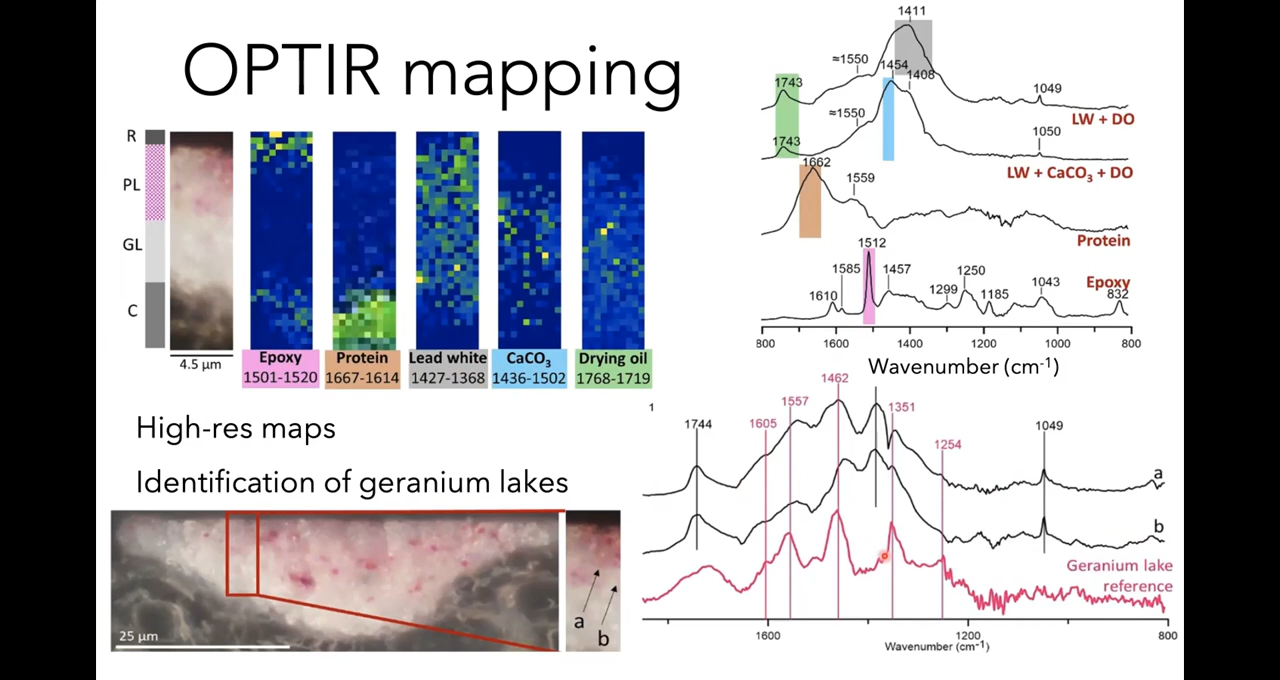 OPTIR mapping
R
PL
GL
C
4.5 µm
Epoxy
1501-1520
Protein
1667-1614
Lead white
1427-1368
CaCO₃
1436-1502
Drying oil
1768-1719
High-res maps
Identification of geranium lakes
25 µm
a
b
1411
≈1550
1454
1408
1743
1049
LW + DO
≈1550
1743
1050
LW + CaCO₃ + DO
1662
1559
Protein
1512
1585
1457
1250
Epoxy
1610
1299
1185
1043
832
800 1600 1400 1200 1000 800
Wavenumber (cm⁻¹)
1
1744
1605
1557
1462
1351
1254
1049
a
b
Geranium lake
reference
1600 1200 800
Wavenumber (cm⁻¹)